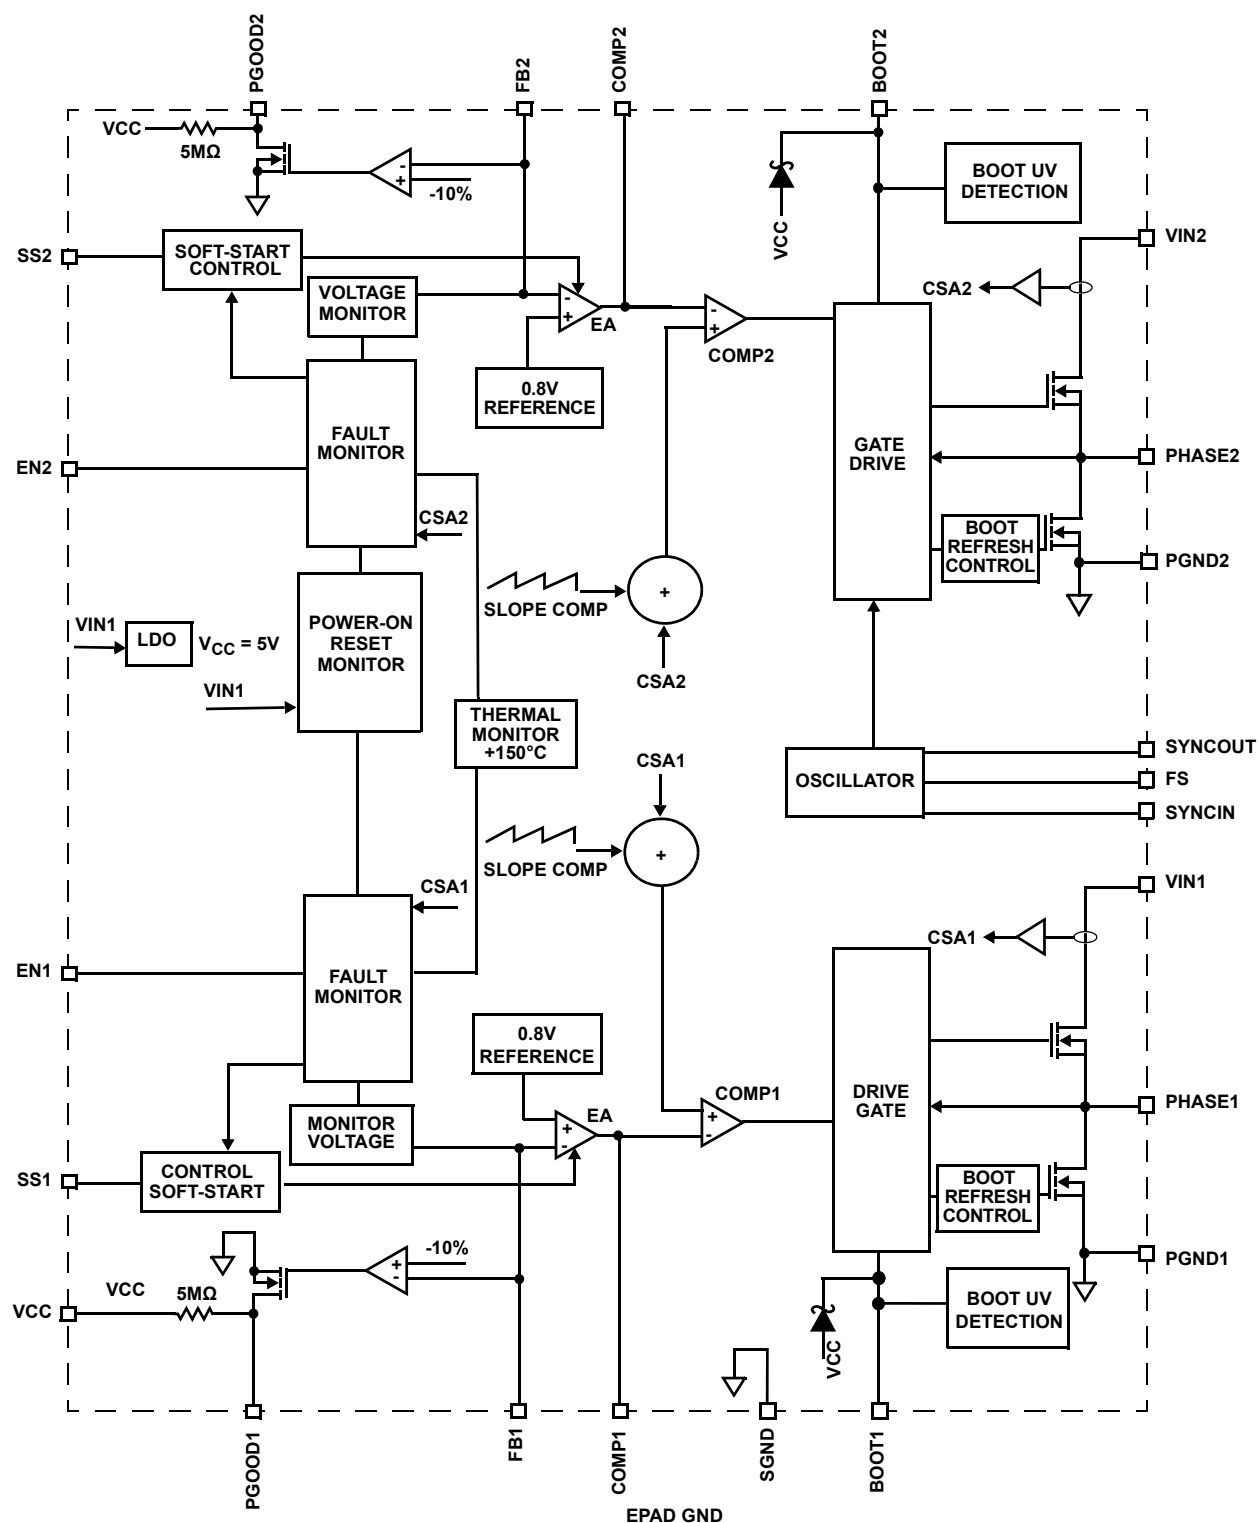 PGOOD2
FB2
COMP2
BOOT2
VCC
5MΩ
-
+
-10%
VCC
BOOT UV
DETECTION
SS2
SOFT-START
CONTROL
VOLTAGE
MONITOR
-
+
EA
-
+
COMP2
CSA2
VIN2
0.8V
REFERENCE
FAULT
MONITOR
GATE
DRIVE
EN2
PHASE2
CSA2
BOOT
REFRESH
CONTROL
PGND2
SLOPE COMP
+
CSA2
VIN1
LDO
VCC = 5V
POWER-ON
RESET
MONITOR
VIN1
THERMAL
MONITOR
+150°C
OSCILLATOR
SYNCOUT
FS
SYNCIN
CSA1
SLOPE COMP
+
CSA1
VIN1
CSA1
EN1
FAULT
MONITOR
0.8V
REFERENCE
DRIVE
GATE
PHASE1
MONITOR
VOLTAGE
+
-
EA
+
-
COMP1
SS1
CONTROL
SOFT-START
BOOT
REFRESH
CONTROL
PGND1
-10%
+
-
VCC
VCC
5MΩ
VCC
BOOT UV
DETECTION
PGOOD1
FB1
COMP1
SGND
BOOT1
EPAD GND